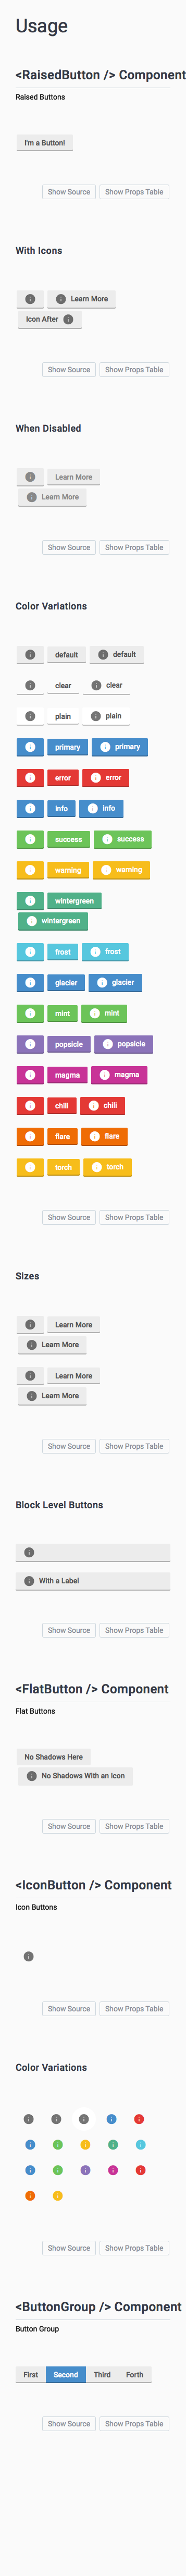 Usage
<RaisedButton /> Component
Raised Buttons
I'm a Button!
Show Source Show Props Table
With Icons
Learn More
Icon After
Show Source Show Props Table
When Disabled
Learn More
Learn More
Show Source Show Props Table
Color Variations
default default
clear clear
plain plain
primary primary
error error
info info
success success
warning warning
wintergreen
wintergreen
frost frost
glacier glacier
mint mint
popsicle popsicle
magma magma
chili chili
flare flare
torch torch
Show Source Show Props Table
Sizes
Learn More
Learn More
Learn More
Learn More
Show Source Show Props Table
Block Level Buttons
With a Label
Show Source Show Props Table
<FlatButton /> Component
Flat Buttons
No Shadows Here
No Shadows With an Icon
Show Source Show Props Table
<IconButton /> Component
Icon Buttons
Show Source Show Props Table
Color Variations
Show Source Show Props Table
<ButtonGroup /> Component
Button Group
First Second Third Forth
Show Source Show Props Table